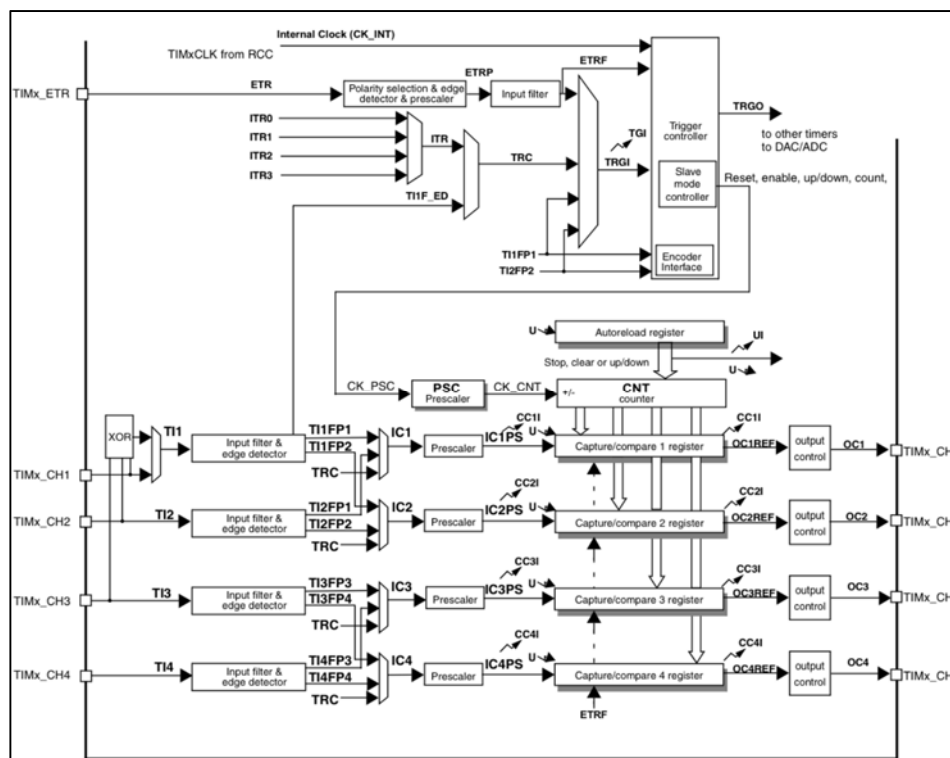 Internal Clock (CK_INT)
TIMxCLK from RCC
ETRF
ETRP
ETR
TIMx_ETR
Polarity selection & edge
detector & prescaler
Input filter
TRGO
Trigger
controller
to other timers
to DAC/ADC
ITR0
ITR1
ITR2
ITR3
ITR
TRC
TGI
TRGI
Slave
mode
controller
Reset, enable, up/down, count,
TI1F_ED
TI1FP1
TI2FP2
Encoder
Interface
U
Autoreload register
UI
Stop, clear or up/down
U
CK_PSC
PSC
Prescaler
CK_CNT
+/-
CNT
counter
XOR
TI1
TIMx_CH1
Input filter &
edge detector
TI1FP1
TI1FP2
TRC
IC1
Prescaler
IC1PS
CC1I
U
Capture/compare 1 register
CC1I
OC1REF
output
control
OC1
TIMx_CH
TIMx_CH2
TI2
Input filter &
edge detector
TI2FP1
TI2FP2
TRC
IC2
Prescaler
IC2PS
CC2I
U
Capture/compare 2 register
CC2I
OC2REF
output
control
OC2
TIMx_CH
TIMx_CH3
TI3
Input filter &
edge detector
TI3FP3
TI3FP4
TRC
IC3
Prescaler
IC3PS
CC3I
U
Capture/compare 3 register
CC3I
OC3REF
output
control
OC3
TIMx_CH
TIMx_CH4
TI4
Input filter &
edge detector
TI4FP3
TI4FP4
TRC
IC4
Prescaler
IC4PS
CC4I
U
Capture/compare 4 register
CC4I
OC4REF
output
control
OC4
TIMx_CH
ETRF